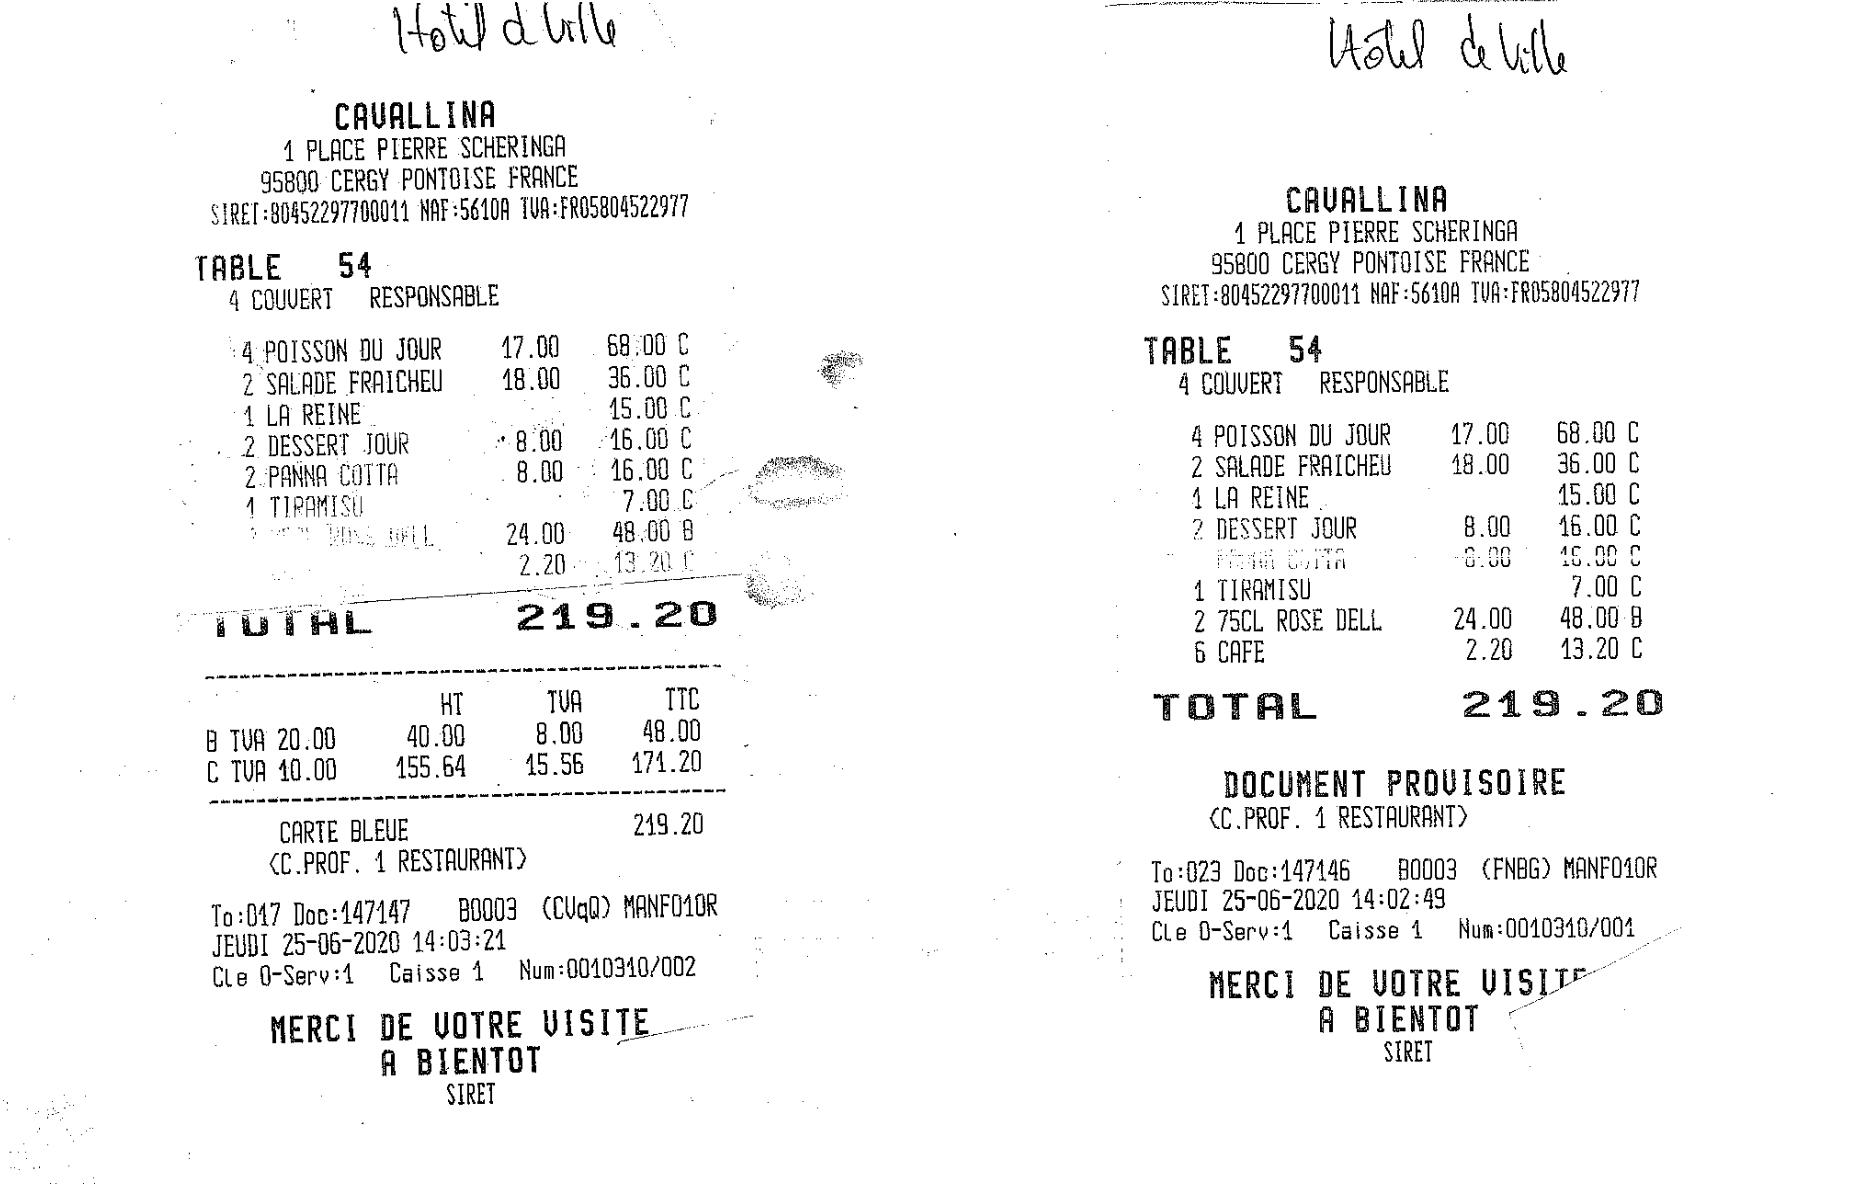 Hotel d Ville
CAVALLINA
1 PLACE PIERRE SCHERINGA
95800 CERGY PONTOISE FRANCE
SIRET:80452297700011 NAF:5610A TVA:FR05804522977
TABLE 54
4 COUVERT RESPONSABLE
4 POISSON DU JOUR 17.00 68.00 C
2 SALADE FRAICHEU 18.00 36.00 C
1 LA REINE 15.00 C
2 DESSERT JOUR 8.00 16.00 C
2 PANNA COTTA 8.00 16.00 C
1 TIRAMISU 7.00 C
ROSE DELL 24.00 48.00 B
2.20 13.20 C
TOTAL 219.20
HT TVA TTC
B TVA 20.00 40.00 8.00 48.00
C TVA 10.00 155.64 15.56 171.20
CARTE BLEUE 219.20
(C.PROF. 1 RESTAURANT)
To:017 Doc:147147 B0003 (CVqQ) MANF010R
JEUDI 25-06-2020 14:03:21
Cle 0-Serv:1 Caisse 1 Num:0010310/002
MERCI DE VOTRE VISITE
A BIENTOT
SIRET
Hôtel de Ville
CAVALLINA
1 PLACE PIERRE SCHERINGA
95800 CERGY PONTOISE FRANCE
SIRET:80452297700011 NAF:5610A TVA:FR05804522977
TABLE 54
4 COUVERT RESPONSABLE
4 POISSON DU JOUR 17.00 68.00 C
2 SALADE FRAICHEU 18.00 36.00 C
1 LA REINE 15.00 C
2 DESSERT JOUR 8.00 16.00 C
PANNA COTTA 8.00 16.00 C
1 TIRAMISU 7.00 C
2 75CL ROSE DELL 24.00 48.00 B
6 CAFE 2.20 13.20 C
TOTAL 219.20
DOCUMENT PROVISOIRE
(C.PROF. 1 RESTAURANT)
To:023 Doc:147146 B0003 (FNBG) MANF010R
JEUDI 25-06-2020 14:02:49
Cle 0-Serv:1 Caisse 1 Num:0010310/001
MERCI DE VOTRE VISITE
A BIENTOT
SIRET